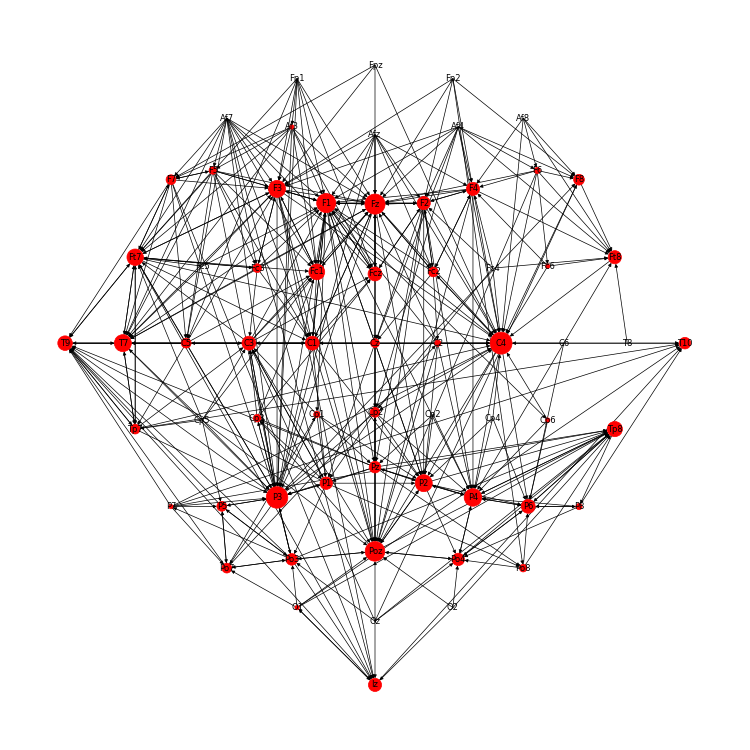 Fpz
Fp1 Fp2
Af7 Af8
Af3 Afz Af4
F7 F5 F6 F8
F3 F1 Fz F2 F4
Ft7 Fc1 Fcz Fc2 Fc4 Fc6 Ft8
T9 T7 C5 C3 C1 Cz C2 C4 C6 T8 T10
Cp5 Cp3 Cp1 Cpz Cp2 Cp4 Cp6
Tp7 Tp8
Pz
P3 P1 P2 P4
P7 P5 P6 P8
Poz
Po7 Po3 Po4 Po8
O1 Oz O2
Iz